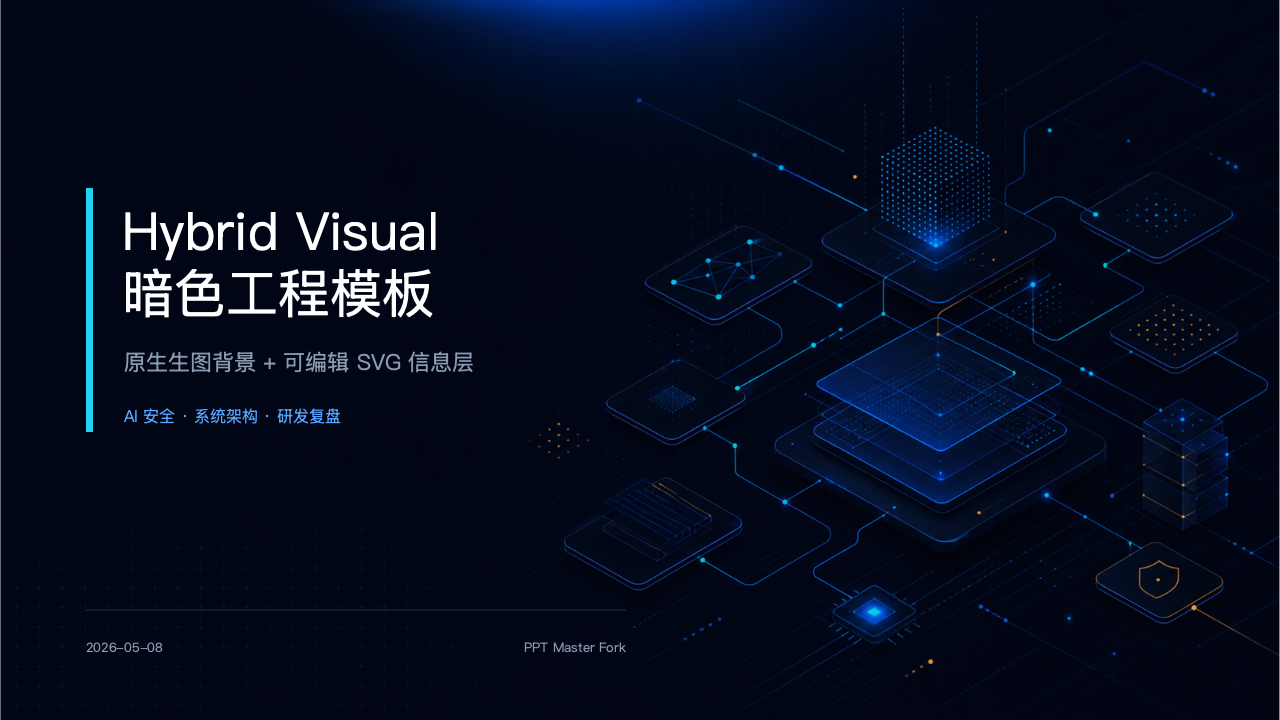 Hybrid Visual
暗色工程模板
原生生图背景 + 可编辑 SVG 信息层
AI 安全 · 系统架构 · 研发复盘
2026–05–08
PPT Master Fork